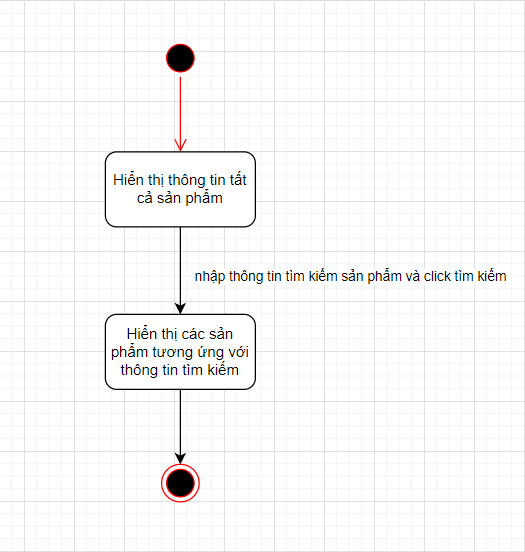 Hiển thị thông tin tất
cả sản phẩm
nhập thông tin tìm kiếm sản phẩm và click tìm kiếm
Hiển thị các sản
phẩm tương ứng với
thông tin tìm kiếm